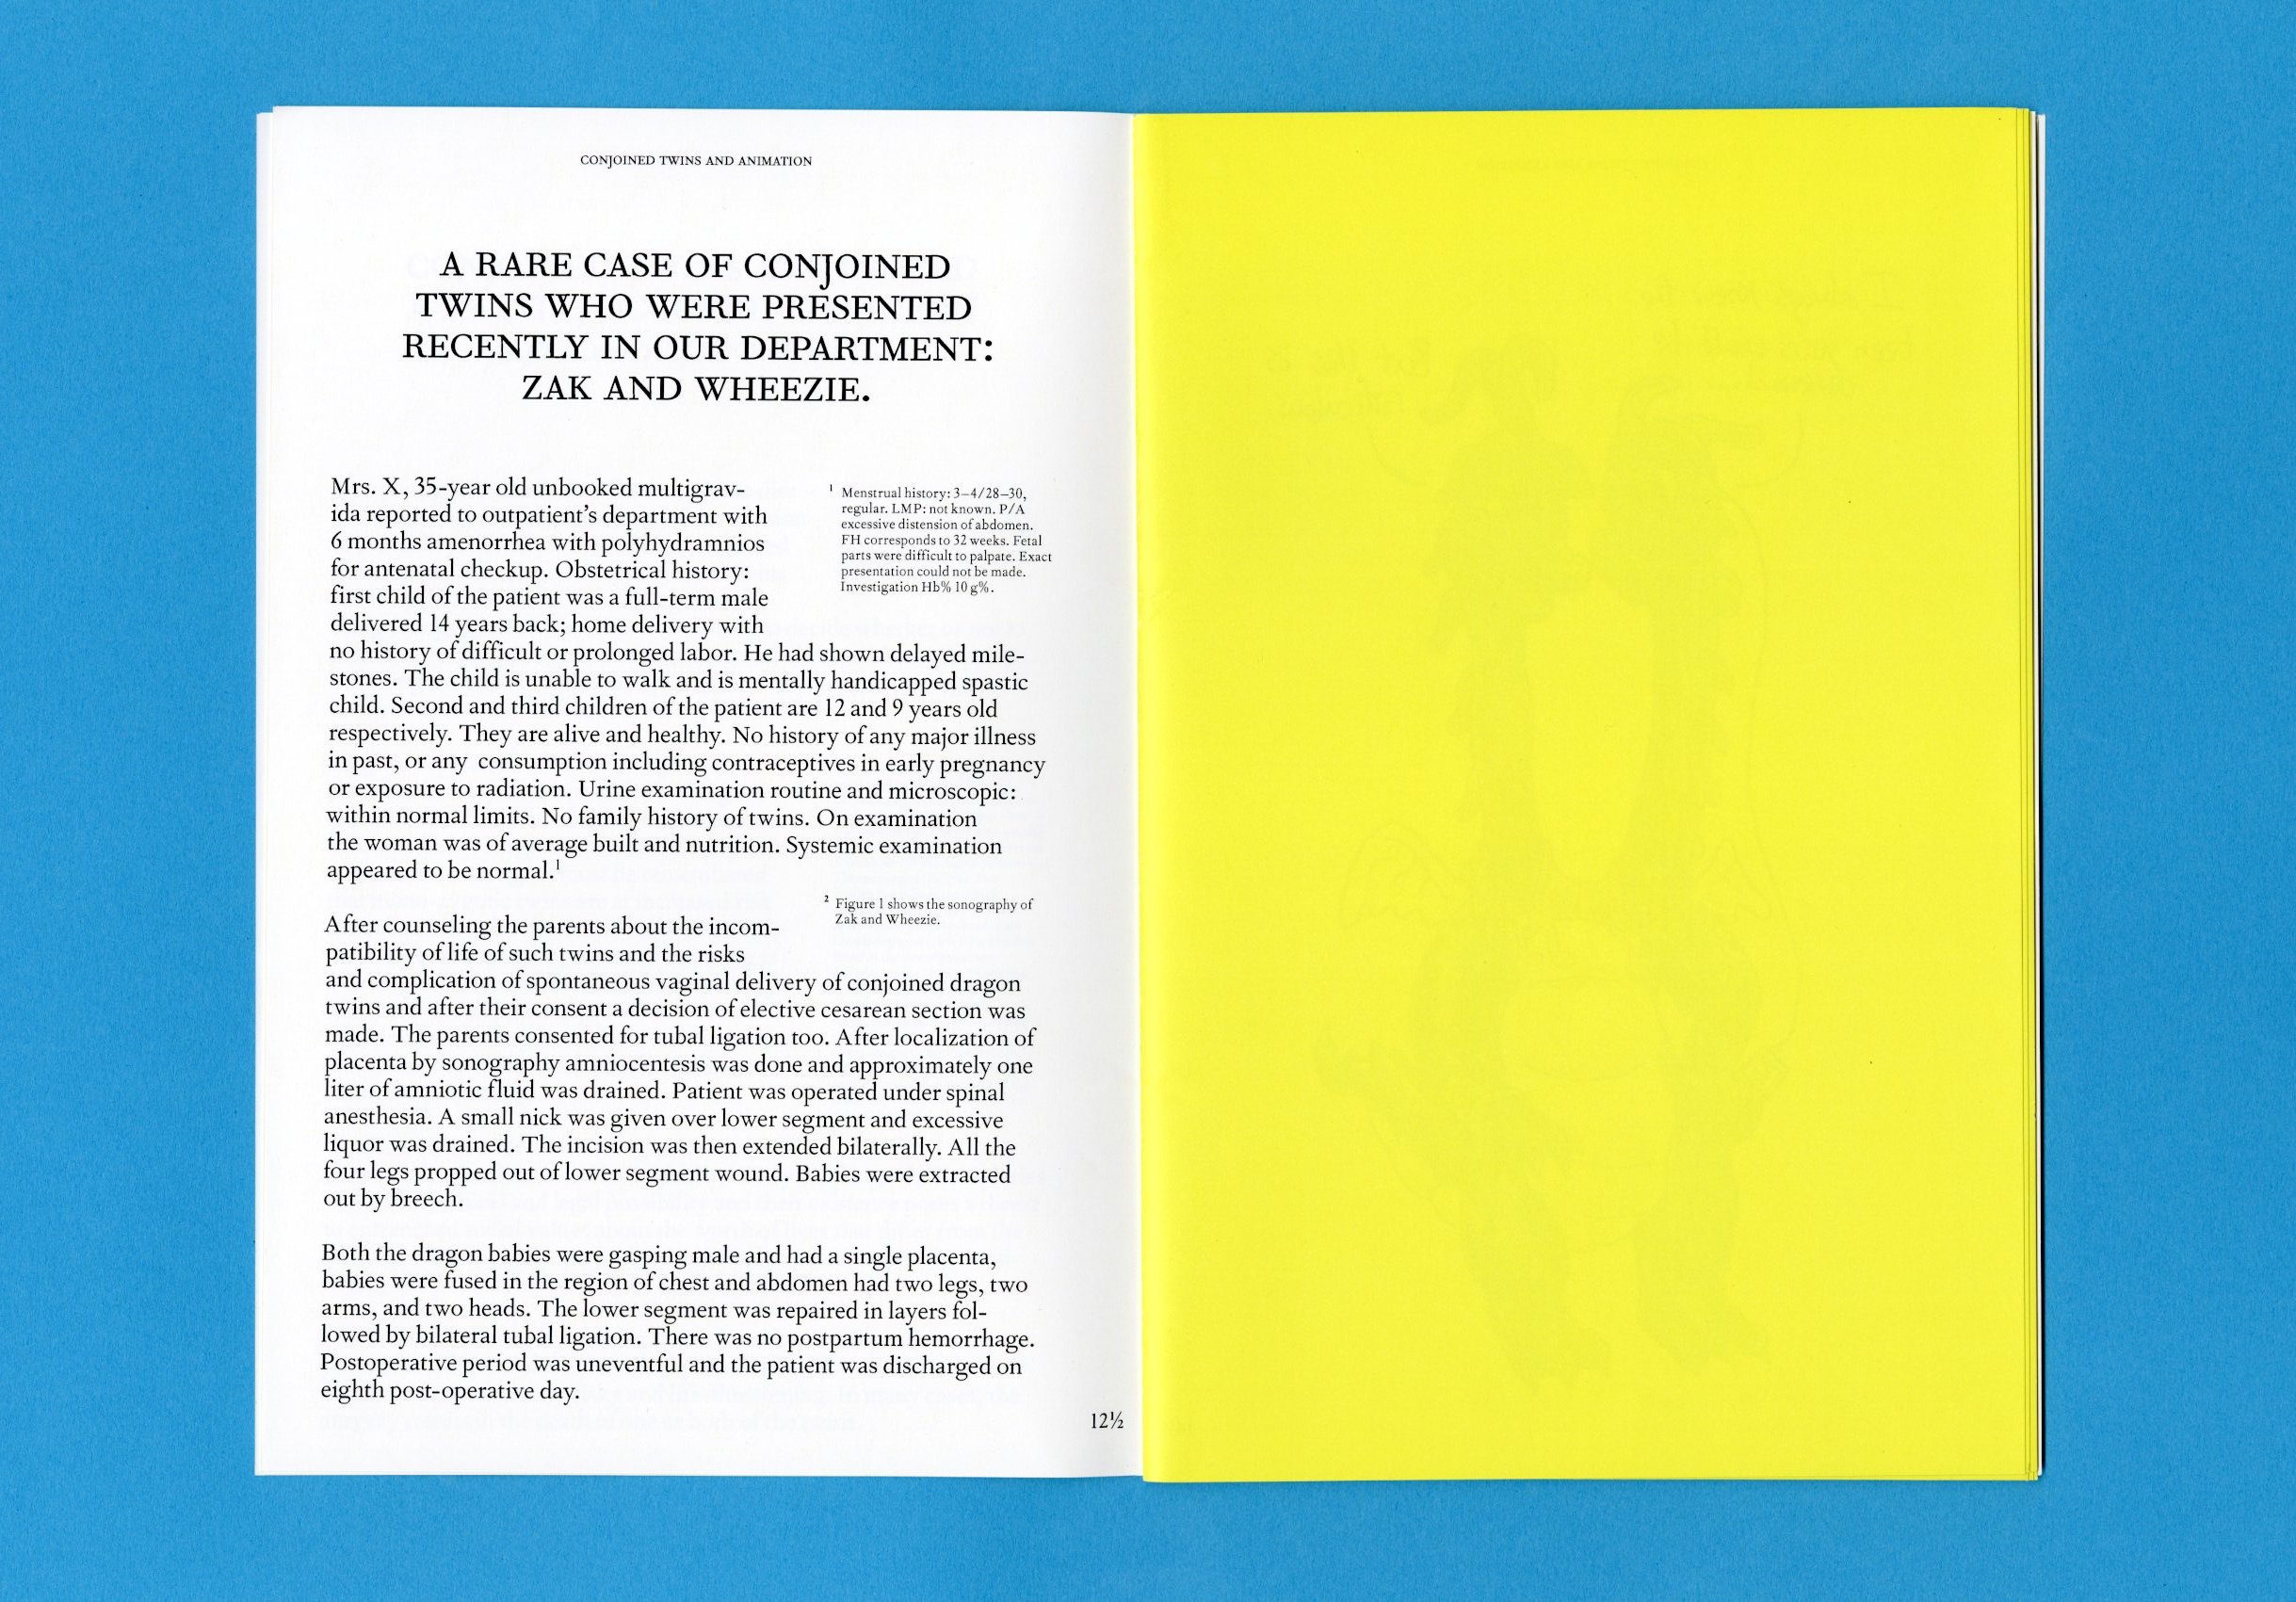 CONJOINED TWINS AND ANIMATION
A RARE CASE OF CONJOINED
TWINS WHO WERE PRESENTED
RECENTLY IN OUR DEPARTMENT:
ZAK AND WHEEZIE.
Mrs. X, 35-year old unbooked multigrav-
ida reported to outpatient's department with
6 months amenorrhea with polyhydramnios
for antenatal checkup. Obstetrical history:
first child of the patient was a full-term male
delivered 14 years back; home delivery with
no history of difficult or prolonged labor. He had shown delayed mile-
stones. The child is unable to walk and is mentally handicapped spastic
child. Second and third children of the patient are 12 and 9 years old
respectively. They are alive and healthy. No history of any major illness
in past, or any consumption including contraceptives in early pregnancy
or exposure to radiation. Urine examination routine and microscopic:
within normal limits. No family history of twins. On examination
the woman was of average built and nutrition. Systemic examination
appeared to be normal.¹
¹ Menstrual history: 3–4/28–30,
regular. LMP: not known. P/A
excessive distension of abdomen.
FH corresponds to 32 weeks. Fetal
parts were difficult to palpate. Exact
presentation could not be made.
Investigation Hb% 10 g%.
After counseling the parents about the incom-
patibility of life of such twins and the risks
and complication of spontaneous vaginal delivery of conjoined dragon
twins and after their consent a decision of elective cesarean section was
made. The parents consented for tubal ligation too. After localization of
placenta by sonography amniocentesis was done and approximately one
liter of amniotic fluid was drained. Patient was operated under spinal
anesthesia. A small nick was given over lower segment and excessive
liquor was drained. The incision was then extended bilaterally. All the
four legs propped out of lower segment wound. Babies were extracted
out by breech.
² Figure 1 shows the sonography of
Zak and Wheezie.
Both the dragon babies were gasping male and had a single placenta,
babies were fused in the region of chest and abdomen had two legs, two
arms, and two heads. The lower segment was repaired in layers fol-
lowed by bilateral tubal ligation. There was no postpartum hemorrhage.
Postoperative period was uneventful and the patient was discharged on
eighth post-operative day.
12½